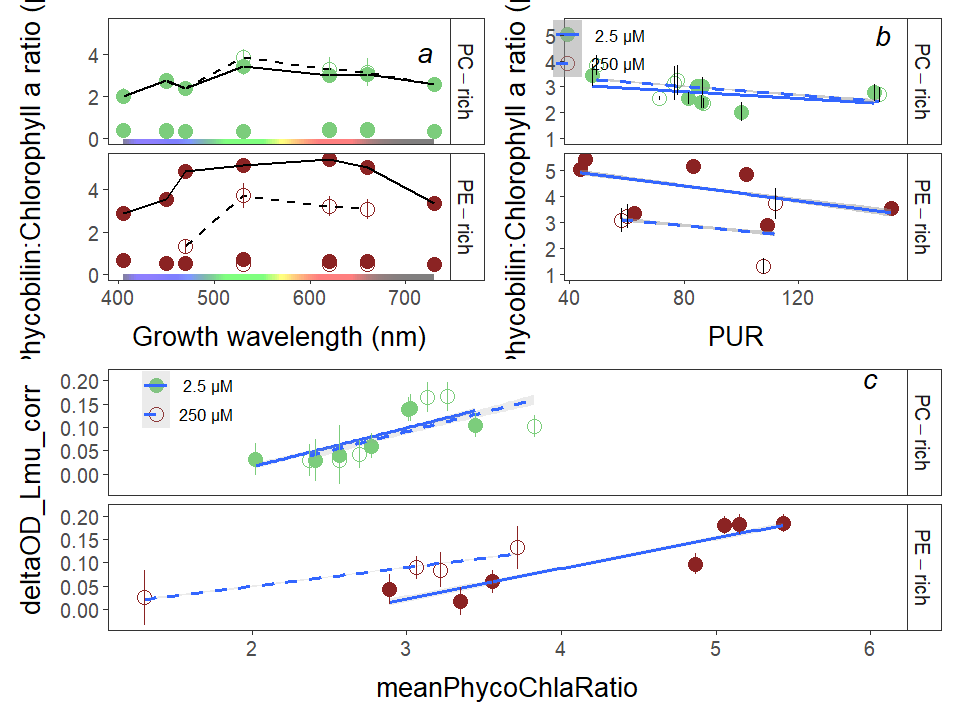 Phycobilin:Chlorophyll a ratio (
4
2
0
4
2
0
a
PC − rich
PE − rich
400
500
600
700
Growth wavelength (nm)
Phycobilin:Chlorophyll a ratio (
5
4
3
2
1
5
4
3
2
1
2.5 µM
250 µM
b
PC − rich
PE − rich
40
80
120
PUR
deltaOD_Lmu_corr
0.20
0.15
0.10
0.05
0.00
0.20
0.15
0.10
0.05
0.00
2.5 µM
250 µM
c
PC − rich
PE − rich
2
3
4
5
6
meanPhycoChlaRatio